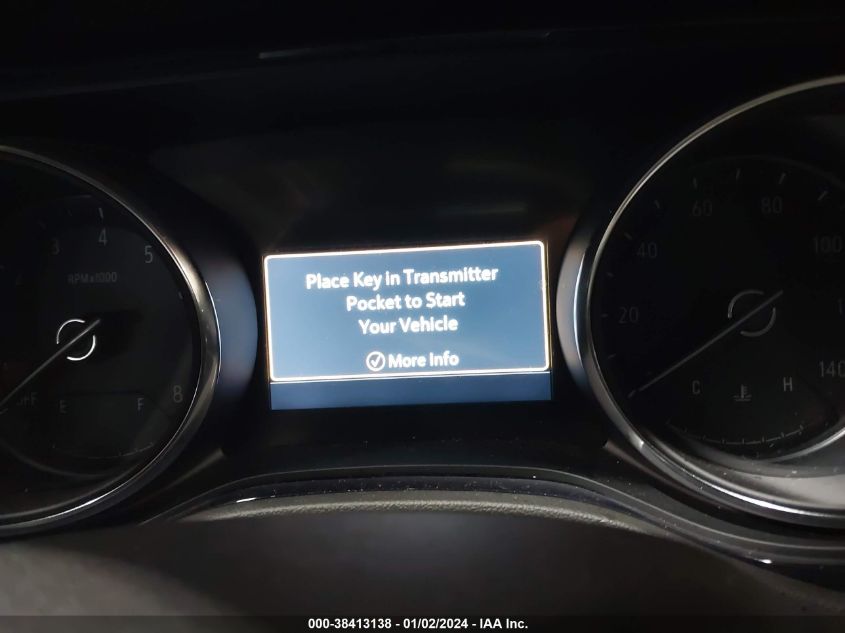 Place Key in Transmitter
Pocket to Start
Your Vehicle
More Info
3 4 5
RPMx1000
8
OFF
E F
20 40 60 80 100
140
C H
000-38413138 - 01/02/2024 - IAA Inc.